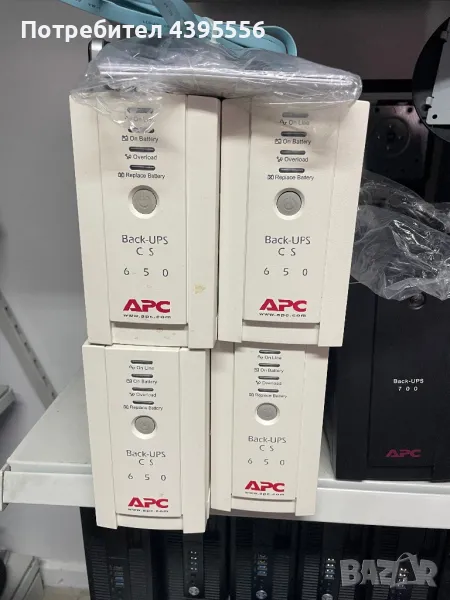 Потребител 4395556
On Battery
Overload
Replace Battery
Back-UPS
CS
650
APC
www.apc.com
On Line
On Battery
Overload
Replace Battery
Back-UPS
CS
650
APC
www.apc.com
On Line
On Battery
Overload
Replace Battery
Back-UPS
CS
650
APC
www.apc.com
On Line
On Battery
Overload
Replace Battery
Back-UPS
CS
650
APC
www.apc.com
Back-UPS
700
APC
BAZAR